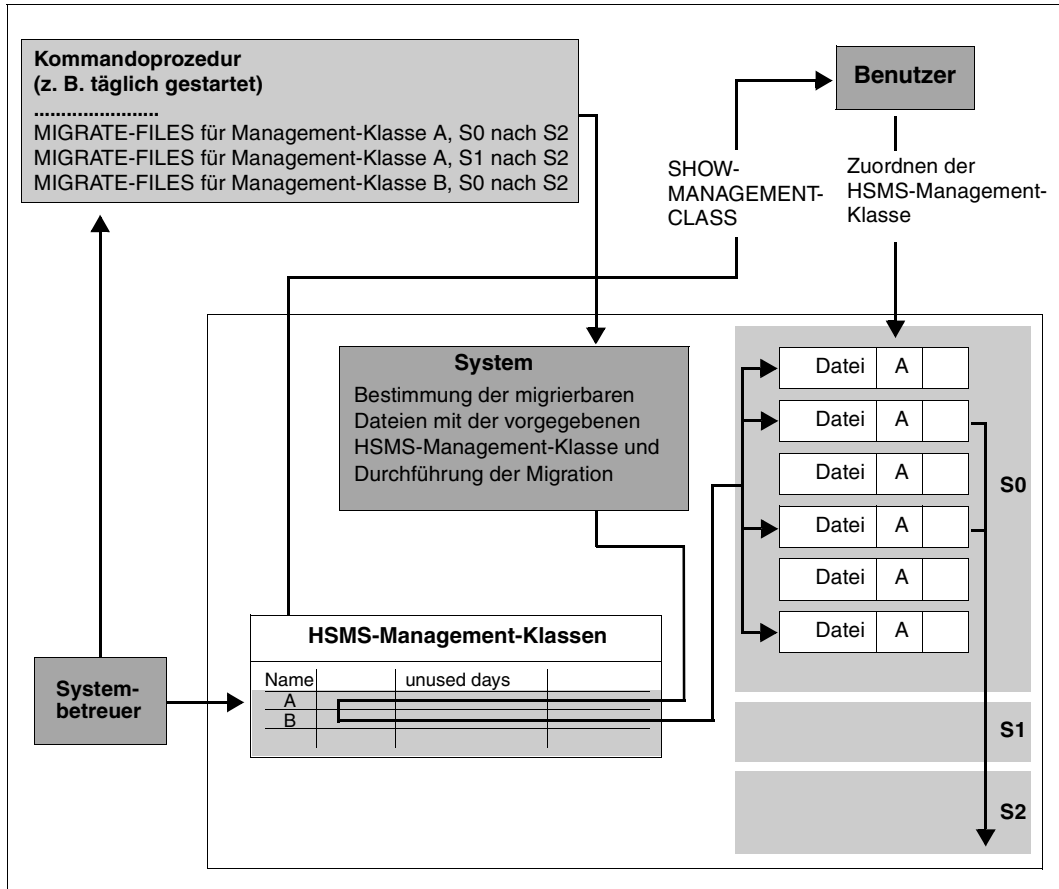 Kommandoprozedur
(z. B. täglich gestartet)
.......................
MIGRATE-FILES für Management-Klasse A, S0 nach S2
MIGRATE-FILES für Management-Klasse A, S1 nach S2
MIGRATE-FILES für Management-Klasse B, S0 nach S2
Benutzer
SHOW-
MANAGEMENT-
CLASS
Zuordnen der
HSMS-Management-
Klasse
System
Bestimmung der migrierbaren
Dateien mit der vorgegebenen
HSMS-Management-Klasse und
Durchführung der Migration
Datei A
Datei A
Datei A
Datei A
Datei A
Datei A
S0
S1
S2
HSMS-Management-Klassen
Name unused days
A
B
System-
betreuer